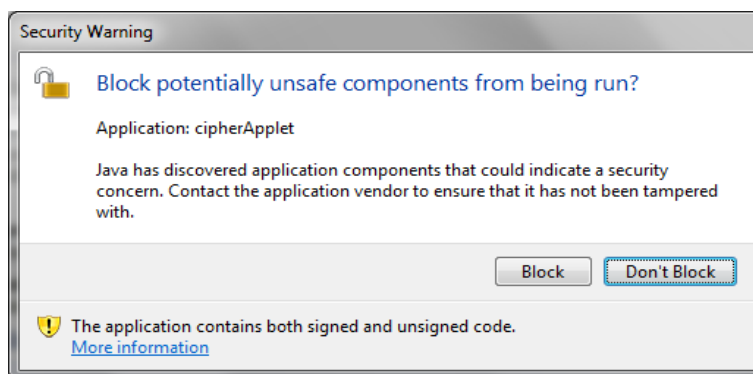 Security Warning
Block potentially unsafe components from being run?
Application: cipherApplet
Java has discovered application components that could indicate a security
concern. Contact the application vendor to ensure that it has not been tampered
with.
Block Don't Block
The application contains both signed and unsigned code.
More information